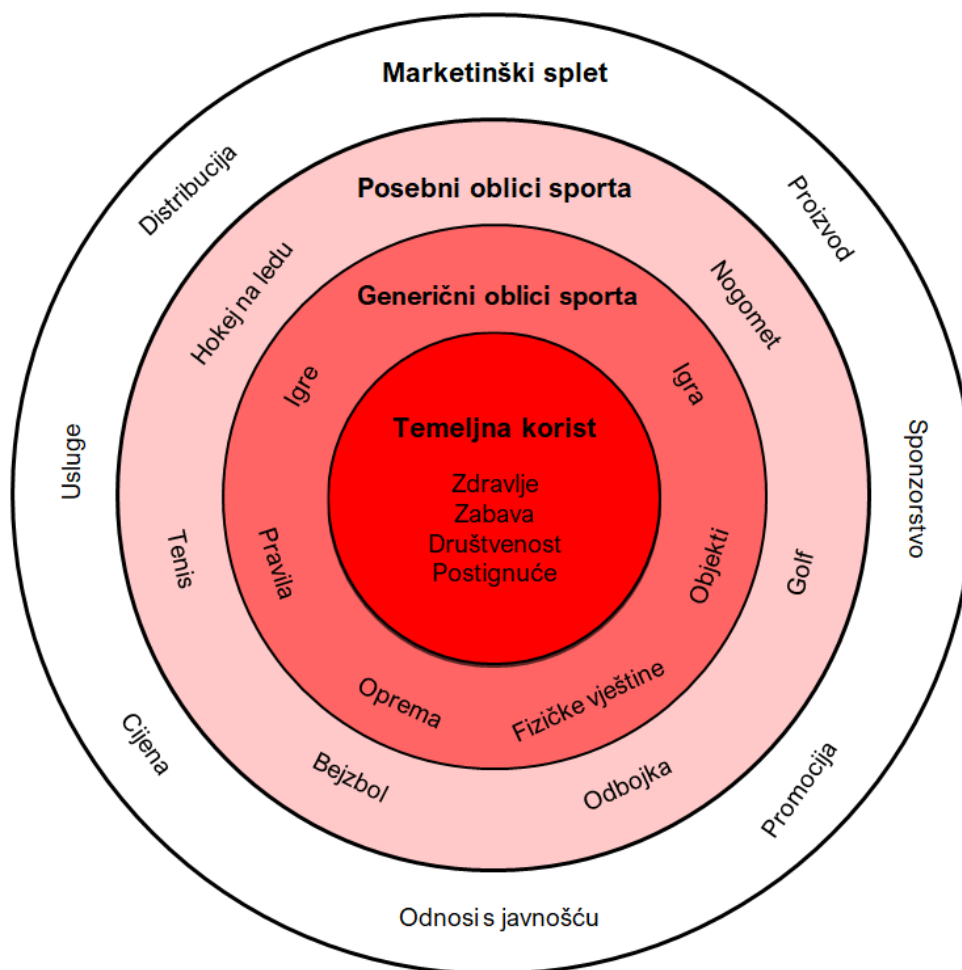 Marketinški splet
Distribucija
Proizvod
Usluge
Sponzorstvo
Cijena
Promocija
Odnosi s javnošću
Posebni oblici sporta
Hokej na ledu
Nogomet
Tenis
Golf
Bejzbol
Odbojka
Generični oblici sporta
Igre
Igra
Pravila
Objekti
Oprema
Fizičke vještine
Temeljna korist
Zdravlje
Zabava
Društvenost
Postignuće